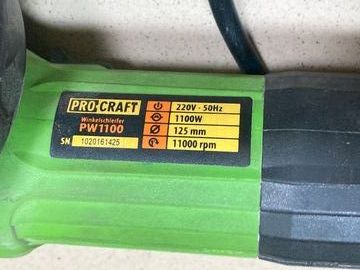 PROCRAFT
Winkelschleifer
PW1100
SN 1020161425
220V - 50Hz
1100W
125 mm
11000 rpm